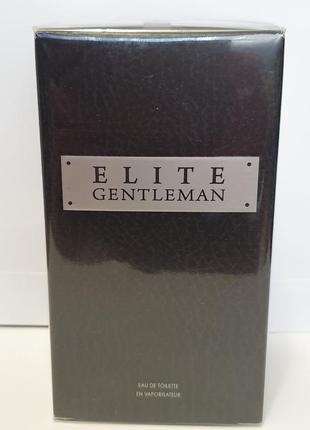 ELITE
GENTLEMAN
EAU DE TOILETTE
EN VAPORISATEUR